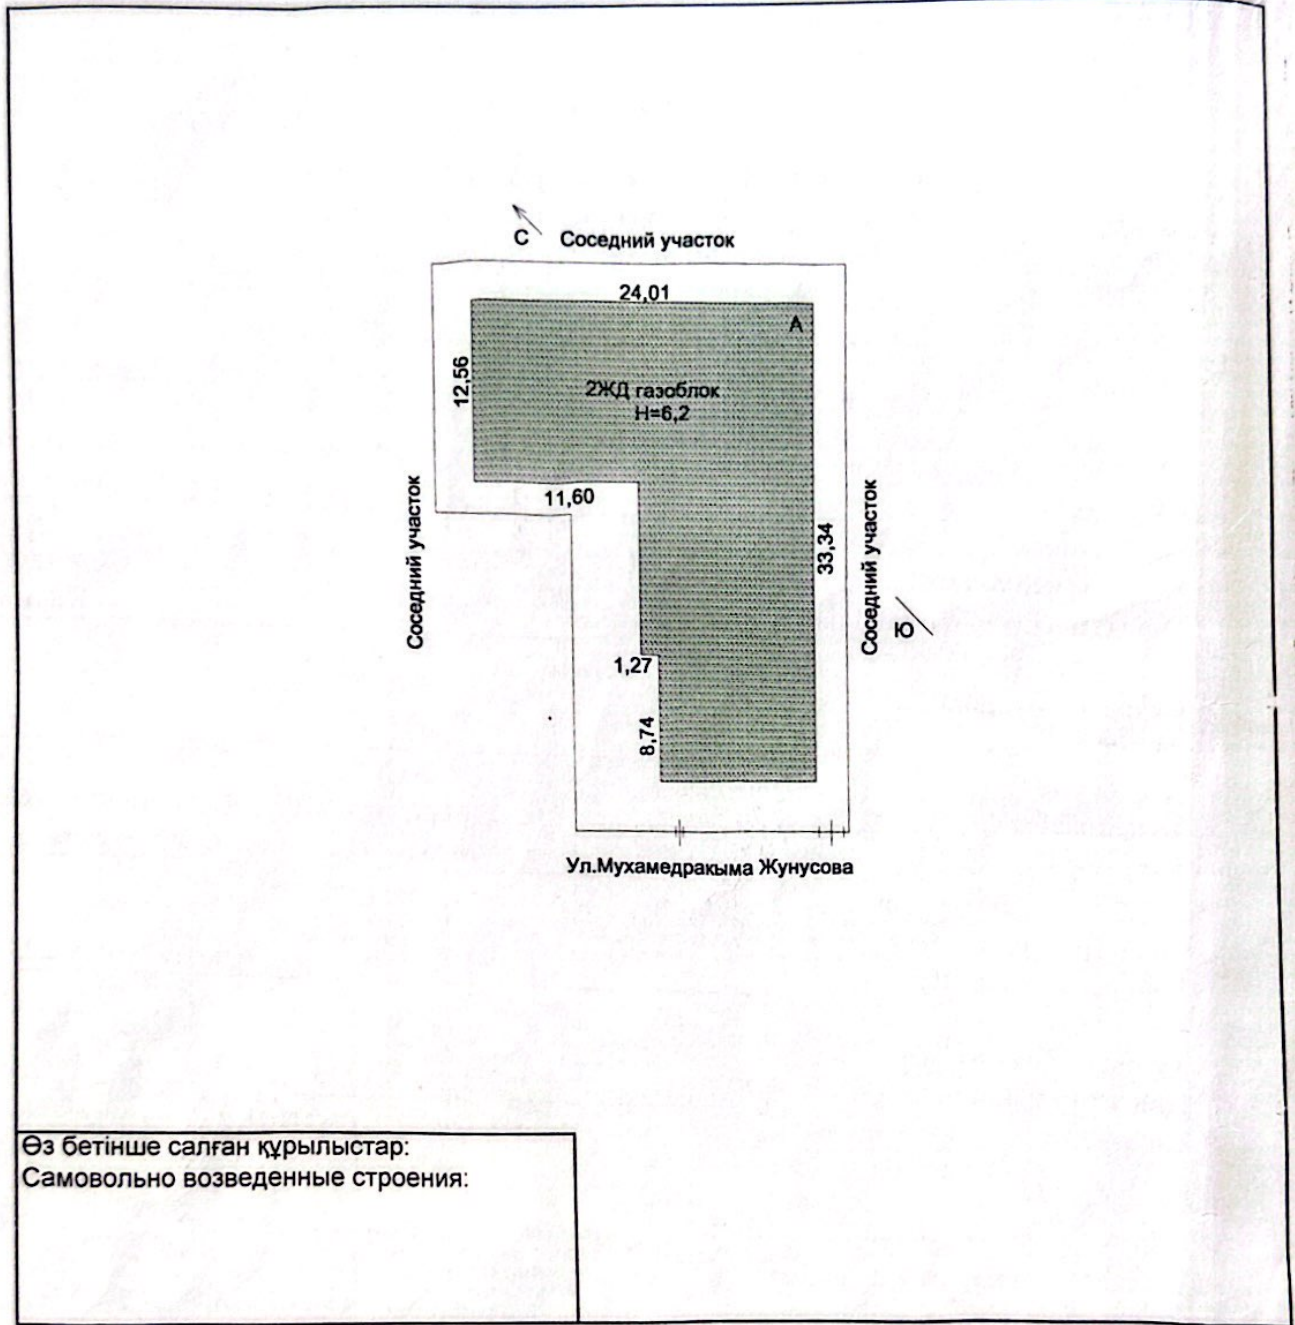 С Соседний участок
24,01
А
12,56
2ЖД газоблок
Н=6,2
11,60
Соседний участок
33,34
Соседний участок
Ю
1,27
8,74
Ул.Мухамедракыма Жунусова
Өз бетінше салған құрылыстар:
Самовольно возведенные строения: